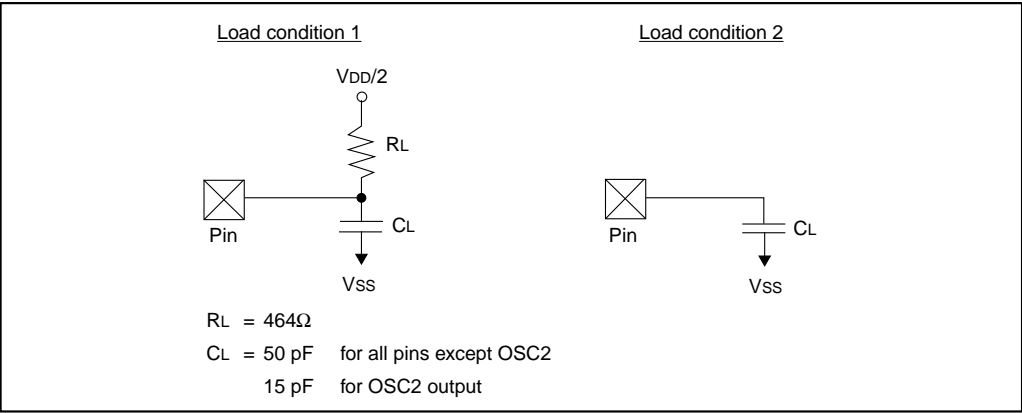 Load condition 1
VDD/2
RL
Pin
CL
VSS
RL = 464Ω
CL = 50 pF for all pins except OSC2
15 pF for OSC2 output
Load condition 2
Pin
CL
VSS